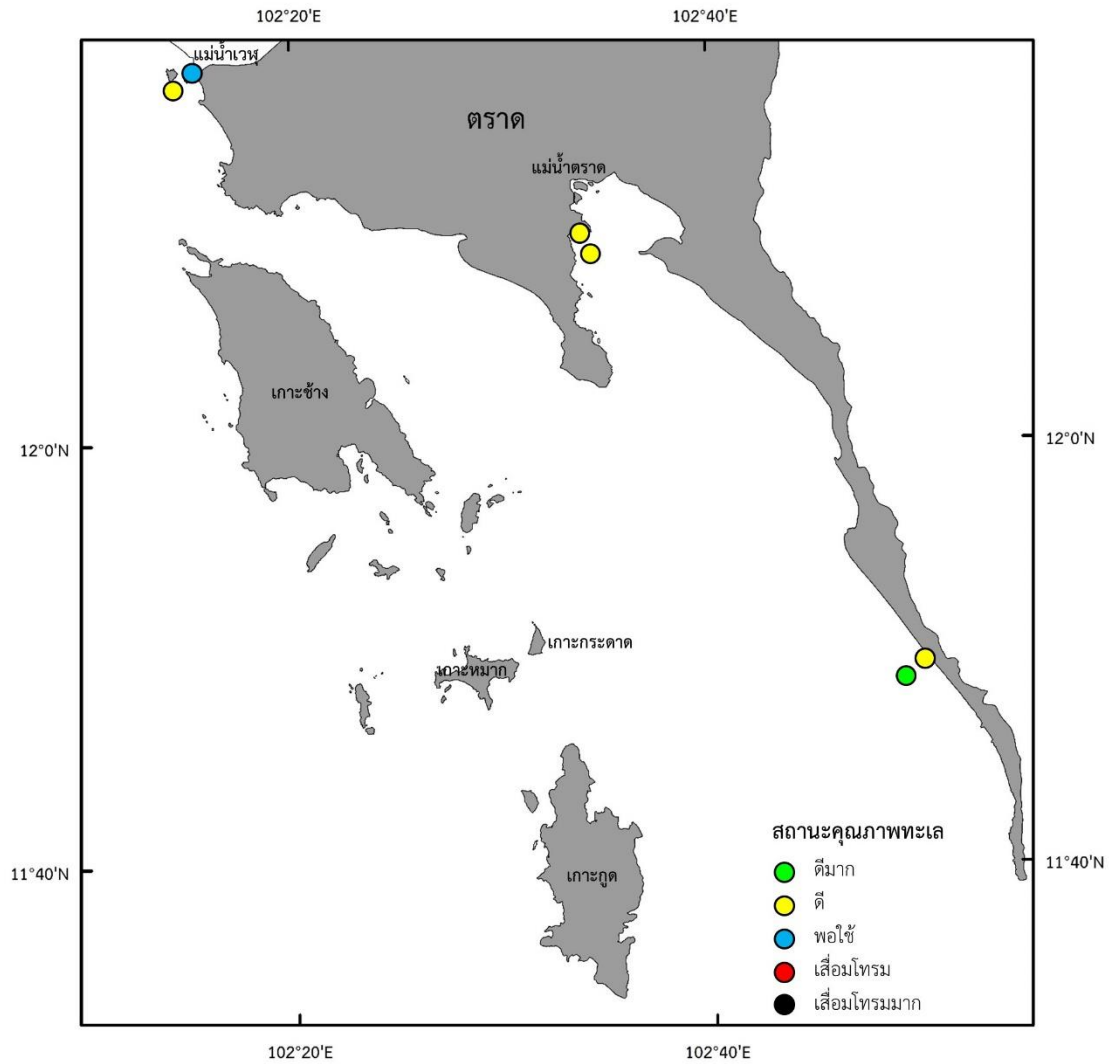 102°20'E
102°40'E
แม่น้ำเวฬุ
ตราด
แม่น้ำตราด
เกาะช้าง
12°0'N
12°0'N
เกาะกระดาด
เกาะหมาก
สถานะคุณภาพทะเล
ดีมาก
ดี
พอใช้
เสื่อมโทรม
เสื่อมโทรมมาก
เกาะกูด
11°40'N
11°40'N
102°20'E
102°40'E